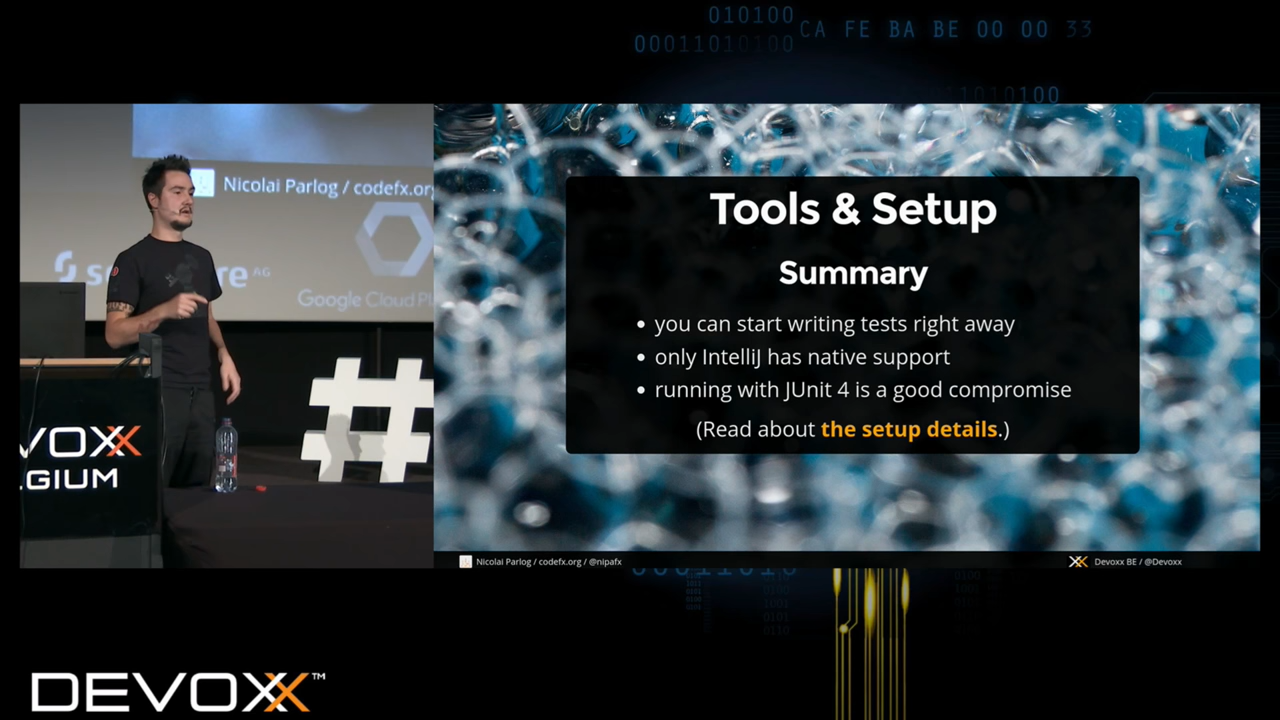 010100
00011010100
CA FE BA BE 00 00 33
1010100
Nicolai Parlog / codefx.org
AG
Google Cloud Pl
VOXX
GIUM
#
Tools & Setup
Summary
• you can start writing tests right away
• only IntelliJ has native support
• running with JUnit 4 is a good compromise
(Read about the setup details.)
Nicolai Parlog / codefx.org / @nipafx
Devoxx BE / @Devoxx
DEVOXX™